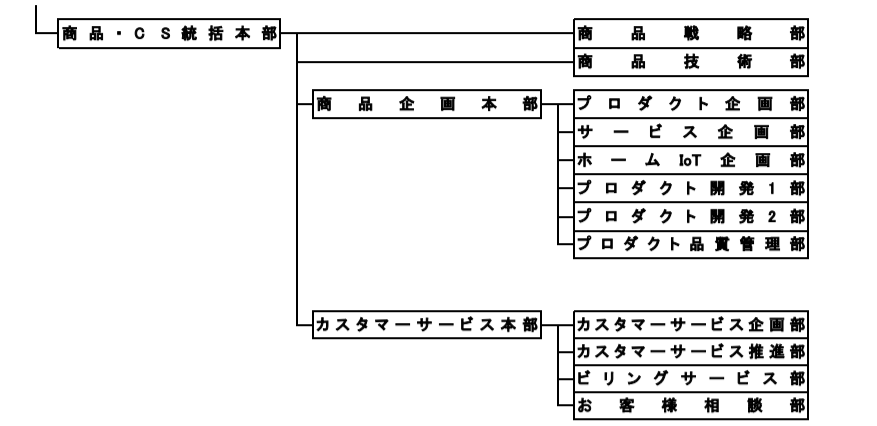 商品・ＣＳ統括本部
商品戦略部
商品技術部
商品企画本部
プロダクト企画部
サービス企画部
ホームIoT企画部
プロダクト開発1部
プロダクト開発2部
プロダクト品質管理部
カスタマーサービス本部
カスタマーサービス企画部
カスタマーサービス推進部
ビリングサービス部
お客様相談部